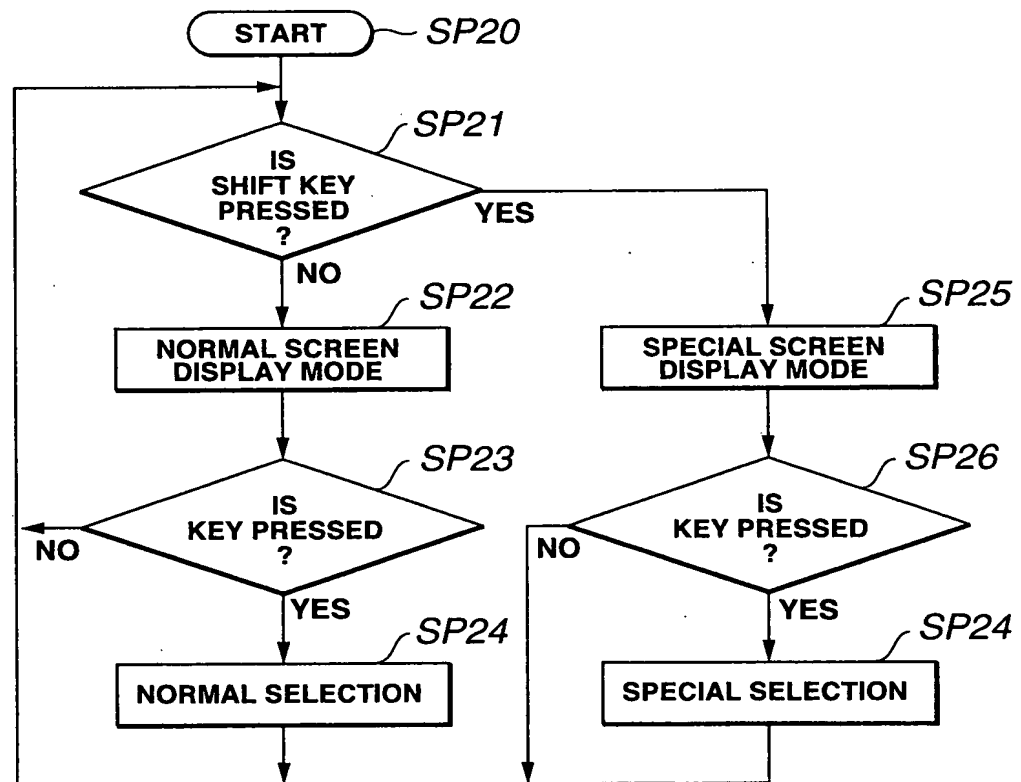 START
SP20
SP21
IS
SHIFT KEY
PRESSED
?
YES
NO
SP22
NORMAL SCREEN
DISPLAY MODE
SP25
SPECIAL SCREEN
DISPLAY MODE
SP23
IS
KEY PRESSED
?
NO
YES
SP26
IS
KEY PRESSED
?
NO
YES
SP24
NORMAL SELECTION
SP24
SPECIAL SELECTION